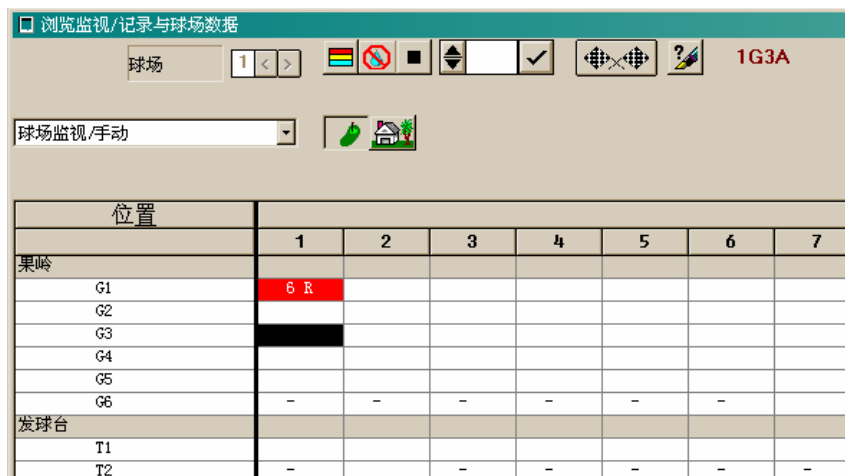 浏览监视/记录与球场数据
球场 1 < > ? 1G3A
球场监视/手动
位置
1 2 3 4 5 6 7
果岭
G1 6 R
G2
G3
G4
G5
G6 - - - - - -
发球台
T1
T2 - - - - - -